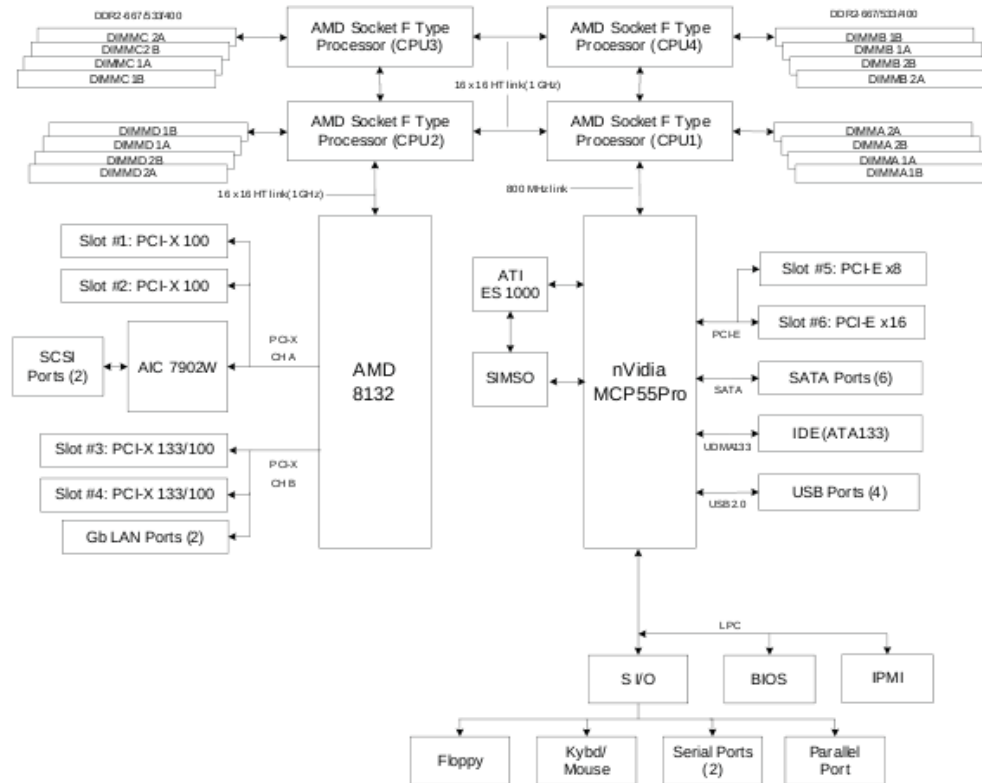 DDR2-667/533/400
DIMMC 2A
DIMMC2 B
DIMMC 1A
DIMMC 1B
AMD Socket F Type
Processor (CPU3)
AMD Socket F Type
Processor (CPU4)
DDR2-667/533/400
DIMMB 1B
DIMMB 1A
DIMMB 2B
DIMMB 2A
16 x 16 HT link (1 GHz)
DIMMD 1B
DIMMD 1A
DIMMD 2B
DIMMD 2A
AMD Socket F Type
Processor (CPU2)
AMD Socket F Type
Processor (CPU1)
DIMMA 2A
DIMMA 2B
DIMMA 1A
DIMMA 1B
16 x 16 HT link (1GHz)
800 MHz link
Slot #1: PCI-X 100
Slot #2: PCI-X 100
SCSI
Ports (2)
AIC 7902W
PCI-X
CH A
AMD
8132
Slot #3: PCI-X 133/100
Slot #4: PCI-X 133/100
Gb LAN Ports (2)
PCI-X
CH B
ATI
ES 1000
SIMSO
nVidia
MCP55Pro
Slot #5: PCI-E x8
Slot #6: PCI-E x16
PCI-E
SATA Ports (6)
SATA
IDE (ATA133)
UDMA133
USB Ports (4)
USB 2.0
LPC
S I/O
BIOS
IPMI
Floppy
Kybd/
Mouse
Serial Ports
(2)
Parallel
Port